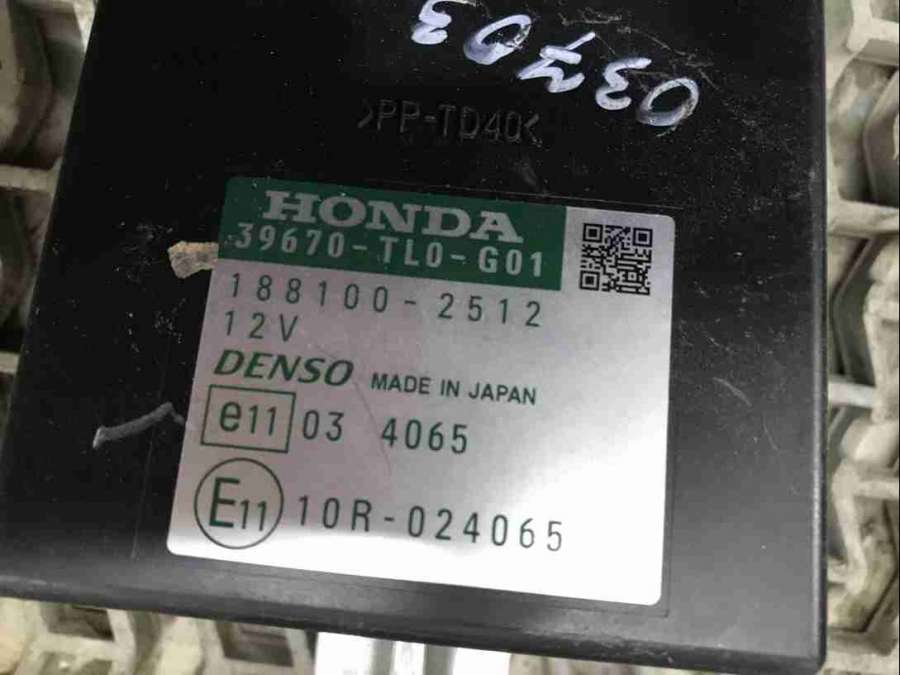 03703
>PP-TD40<
HONDA
39670-TL0-G01
188100-2512
12V
DENSO MADE IN JAPAN
e11 03 4065
E11 10R-024065